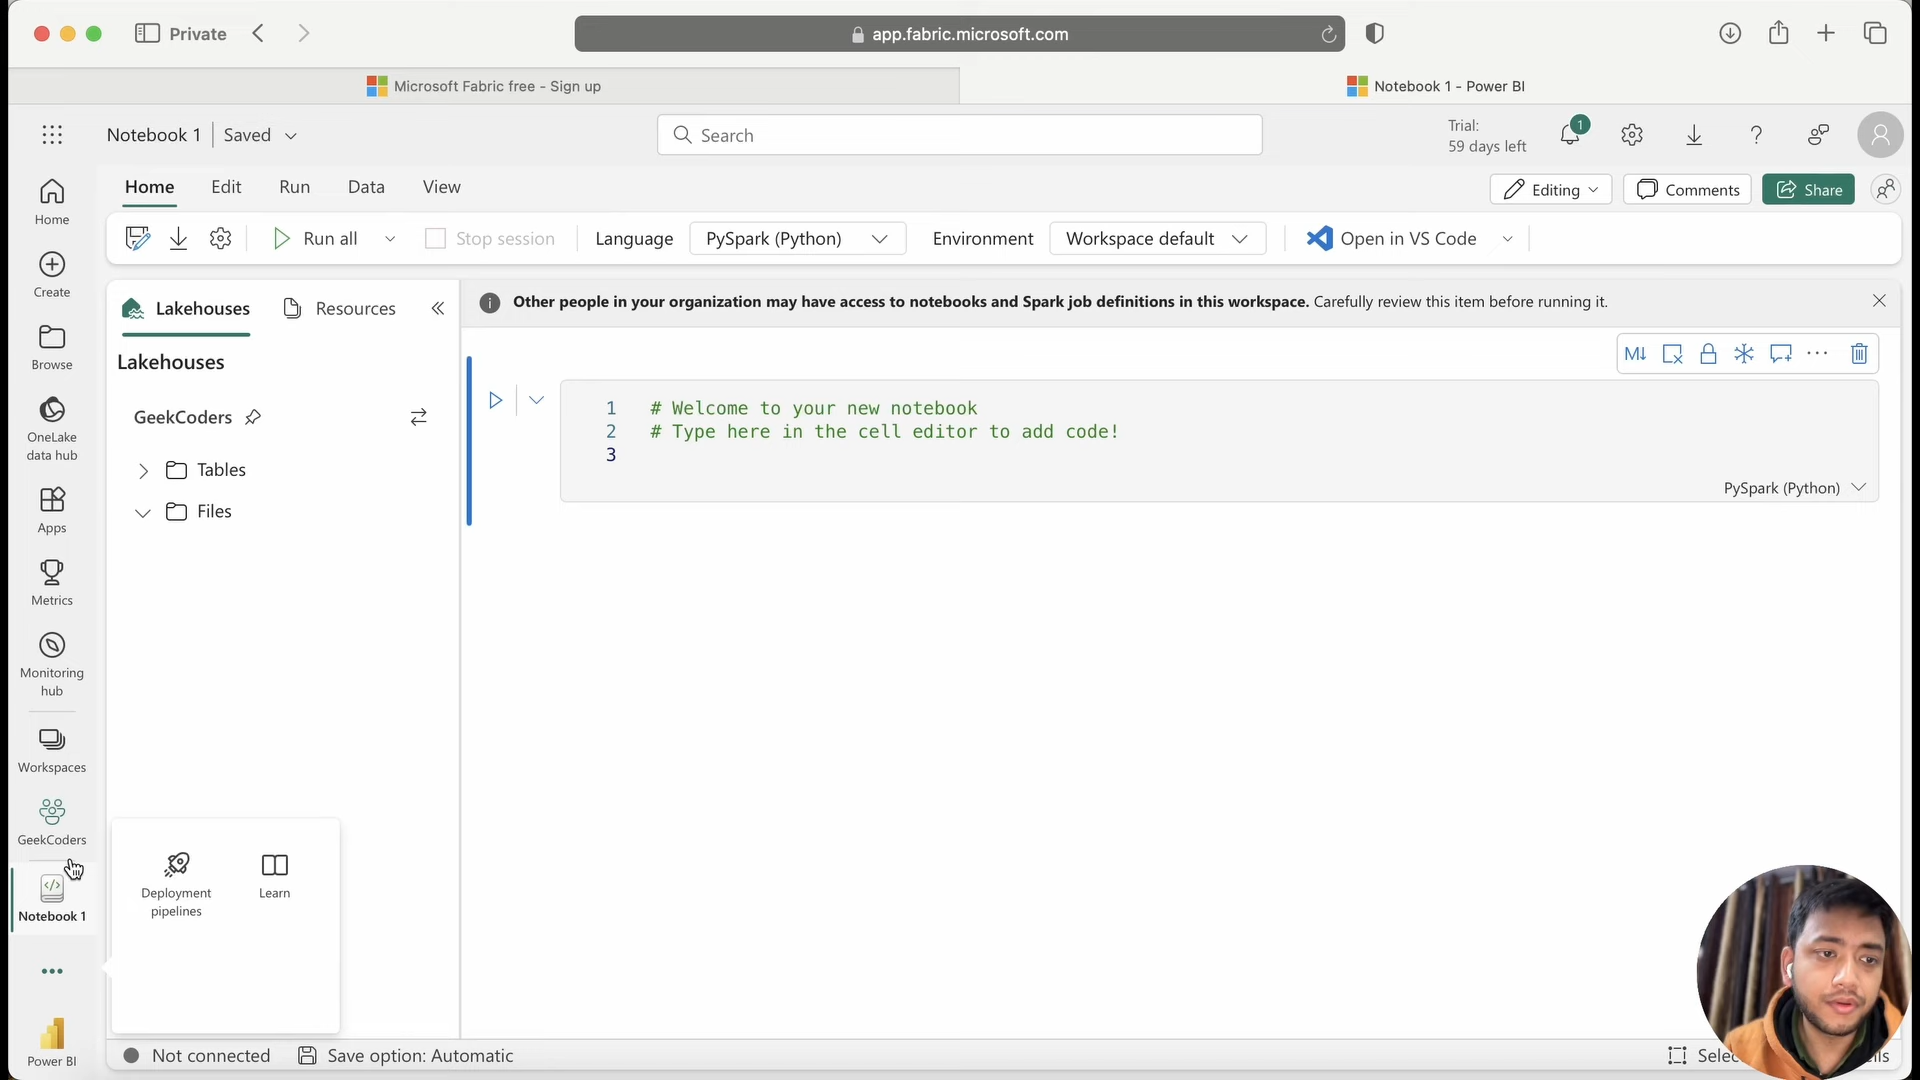 Private
app.fabric.microsoft.com
Microsoft Fabric free - Sign up
Notebook 1 - Power BI
Notebook 1
Saved
Search
Trial:
59 days left
1
Home
Edit
Run
Data
View
Editing
Comments
Share
Run all
Stop session
Language
PySpark (Python)
Environment
Workspace default
Open in VS Code
Home
Create
Browse
OneLake
data hub
Apps
Metrics
Monitoring
hub
Workspaces
GeekCoders
Notebook 1
Power BI
Lakehouses
Resources
Lakehouses
GeekCoders
Tables
Files
Deployment
pipelines
Learn
Other people in your organization may have access to notebooks and Spark job definitions in this workspace. Carefully review this item before running it.
M↓
1 # Welcome to your new notebook
2 # Type here in the cell editor to add code!
3
PySpark (Python)
Not connected
Save option: Automatic